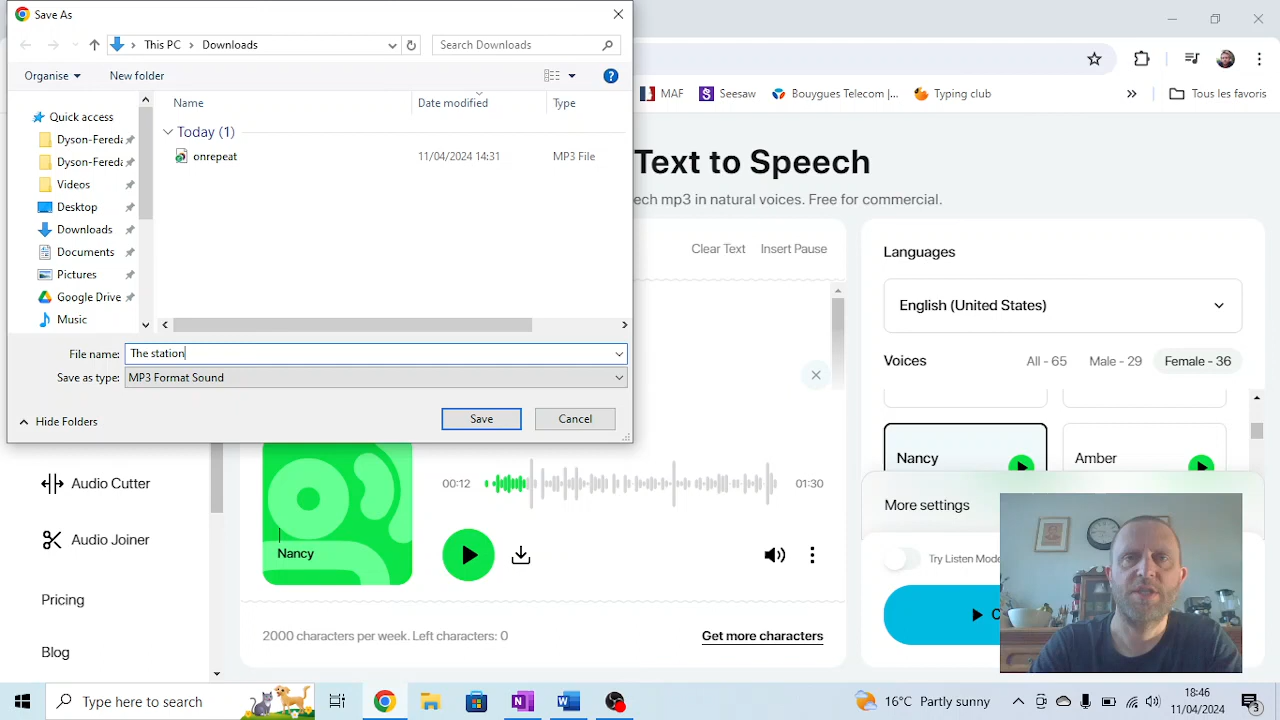 Save As
This PC
Downloads
Search Downloads
Organise
New folder
Name
Date modified
Type
Quick access
Today (1)
onrepeat
11/04/2024 14:31
MP3 File
Dyson-Fereda
Dyson-Fereda
Videos
Desktop
Downloads
Documents
Pictures
Google Drive
Music
File name:
The station
Save as type:
MP3 Format Sound
Hide Folders
Save
Cancel
MAF
Seesaw
Bouygues Telecom |...
Typing club
Tous les favoris
Text to Speech
ech mp3 in natural voices. Free for commercial.
Clear Text
Insert Pause
Languages
English (United States)
Voices
All - 65
Male - 29
Female - 36
Nancy
Amber
More settings
Try Listen Mode
Audio Cutter
Audio Joiner
Pricing
Blog
00:12
01:30
Nancy
2000 characters per week. Left characters: 0
Get more characters
Type here to search
16°C Partly sunny
18:46
11/04/2024
3